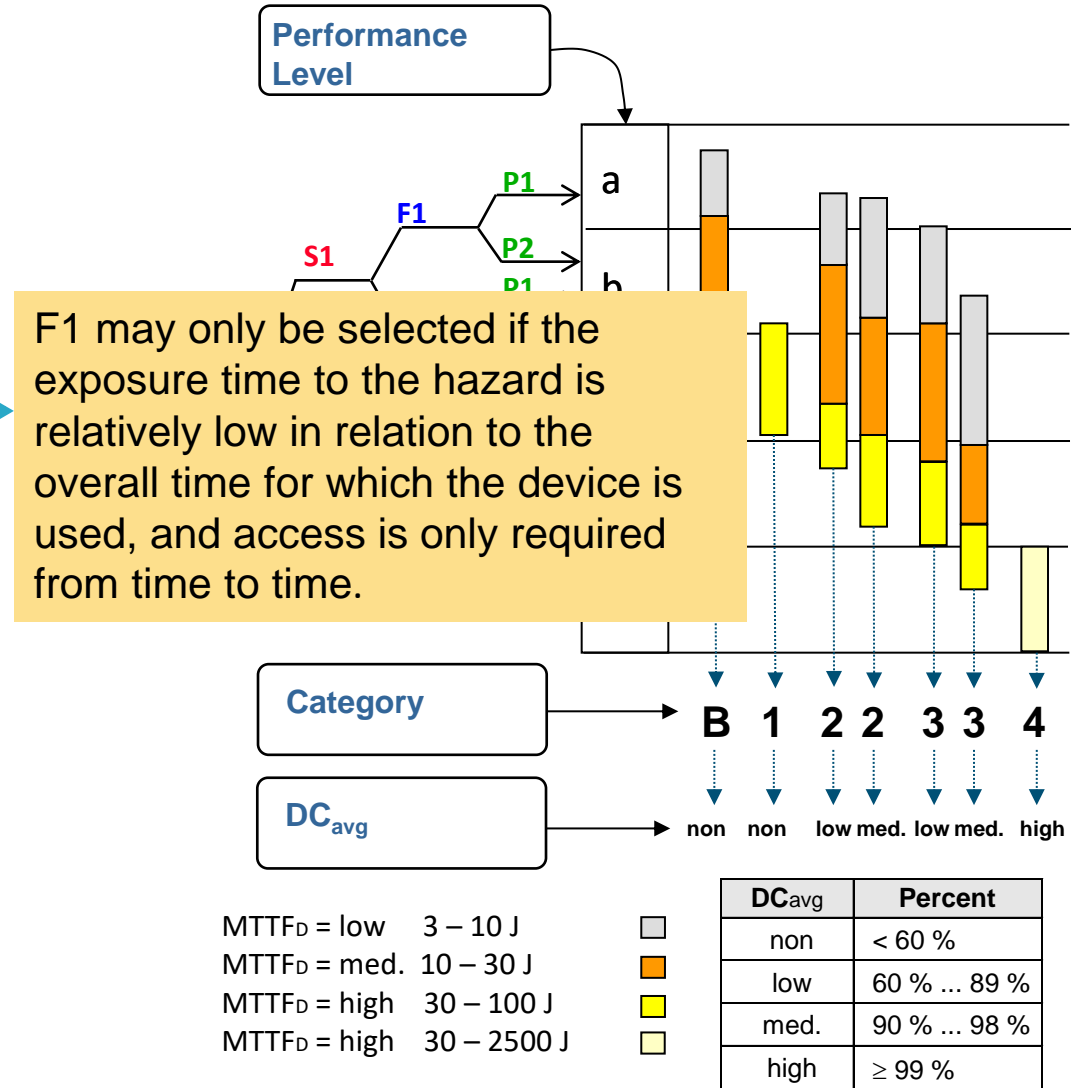 Performance
Level
P1
a
F1
P2
S1
P1
b
F1 may only be selected if the
exposure time to the hazard is
relatively low in relation to the
overall time for which the device is
used, and access is only required
from time to time.
Category
B 1 2 2 3 3 4
DCavg
non non low med. low med. high
MTTFD = low 3 – 10 J
MTTFD = med. 10 – 30 J
MTTFD = high 30 – 100 J
MTTFD = high 30 – 2500 J
DCavg Percent
non < 60 %
low 60 % ... 89 %
med. 90 % ... 98 %
high ≥ 99 %